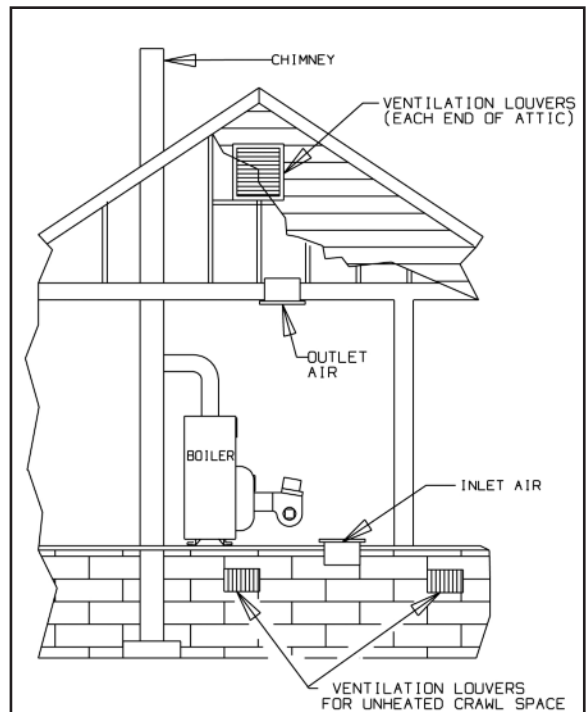 CHIMNEY
VENTILATION LOUVERS
(EACH END OF ATTIC)
OUTLET
AIR
BOILER
INLET AIR
VENTILATION LOUVERS
FOR UNHEATED CRAWL SPACE